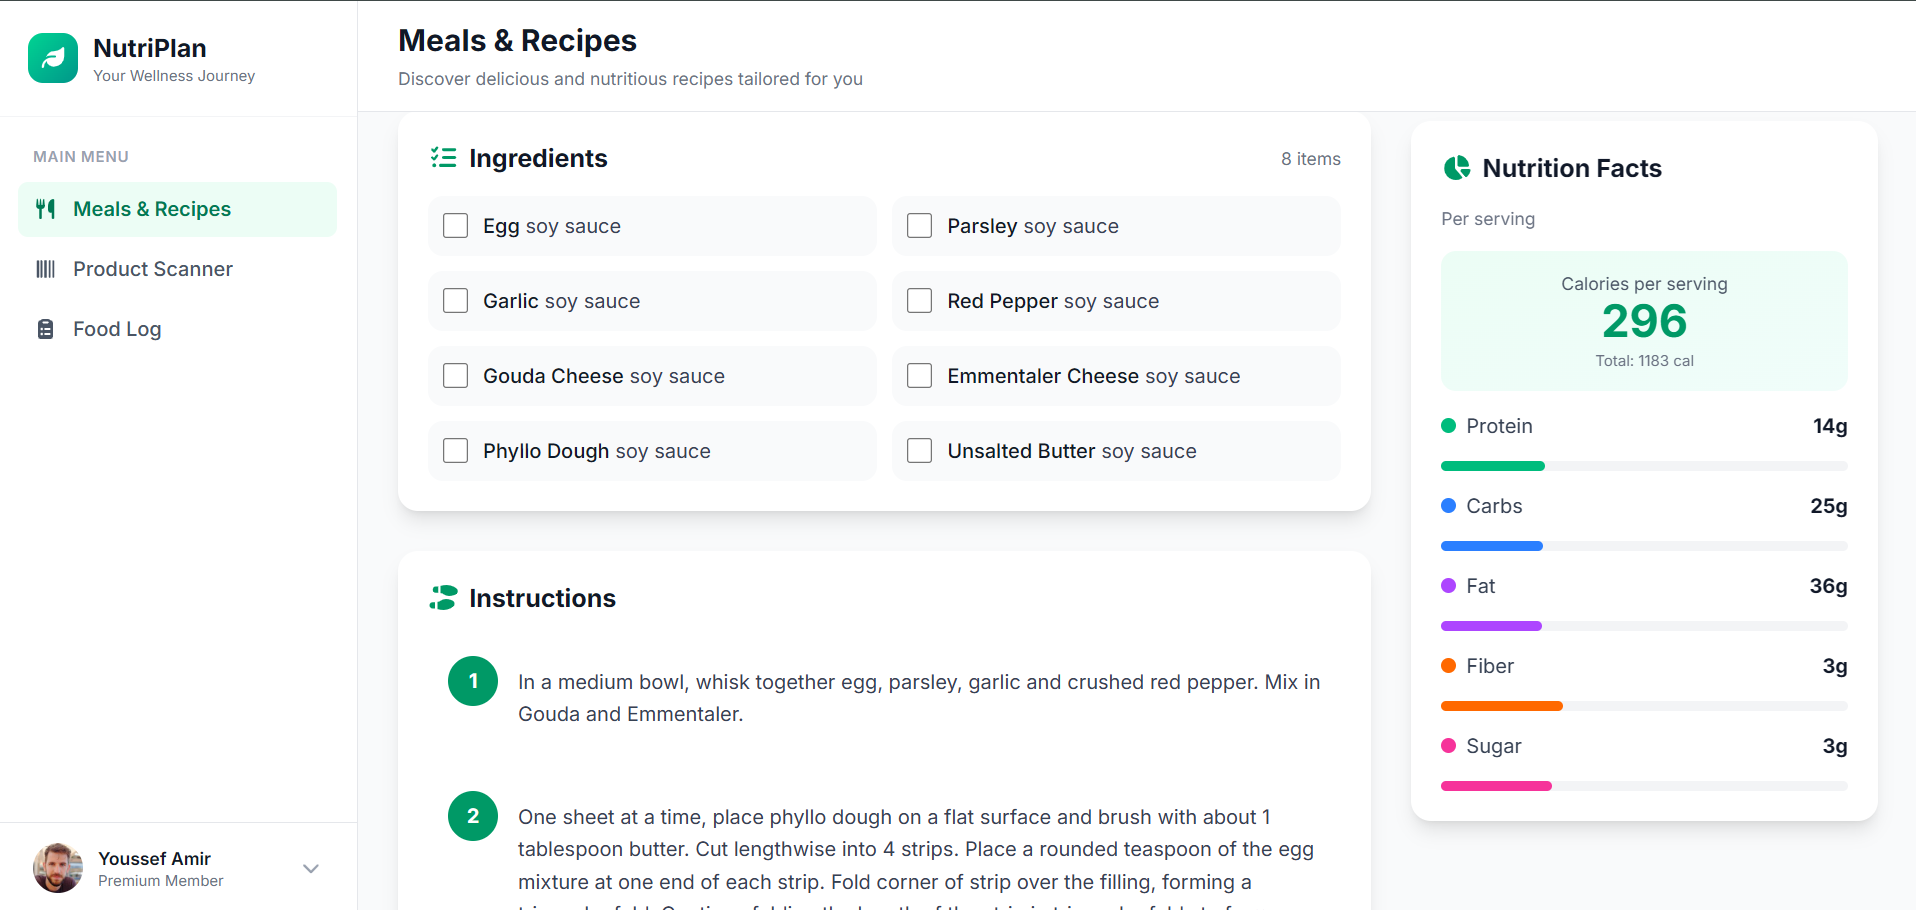 NutriPlan
Your Wellness Journey
MAIN MENU
Meals & Recipes
Product Scanner
Food Log
Youssef Amir
Premium Member
Meals & Recipes
Discover delicious and nutritious recipes tailored for you
Ingredients
8 items
Egg soy sauce
Parsley soy sauce
Garlic soy sauce
Red Pepper soy sauce
Gouda Cheese soy sauce
Emmentaler Cheese soy sauce
Phyllo Dough soy sauce
Unsalted Butter soy sauce
Instructions
1
In a medium bowl, whisk together egg, parsley, garlic and crushed red pepper. Mix in
Gouda and Emmentaler.
2
One sheet at a time, place phyllo dough on a flat surface and brush with about 1
tablespoon butter. Cut lengthwise into 4 strips. Place a rounded teaspoon of the egg
mixture at one end of each strip. Fold corner of strip over the filling, forming a
Nutrition Facts
Per serving
Calories per serving
296
Total: 1183 cal
Protein
14g
Carbs
25g
Fat
36g
Fiber
3g
Sugar
3g